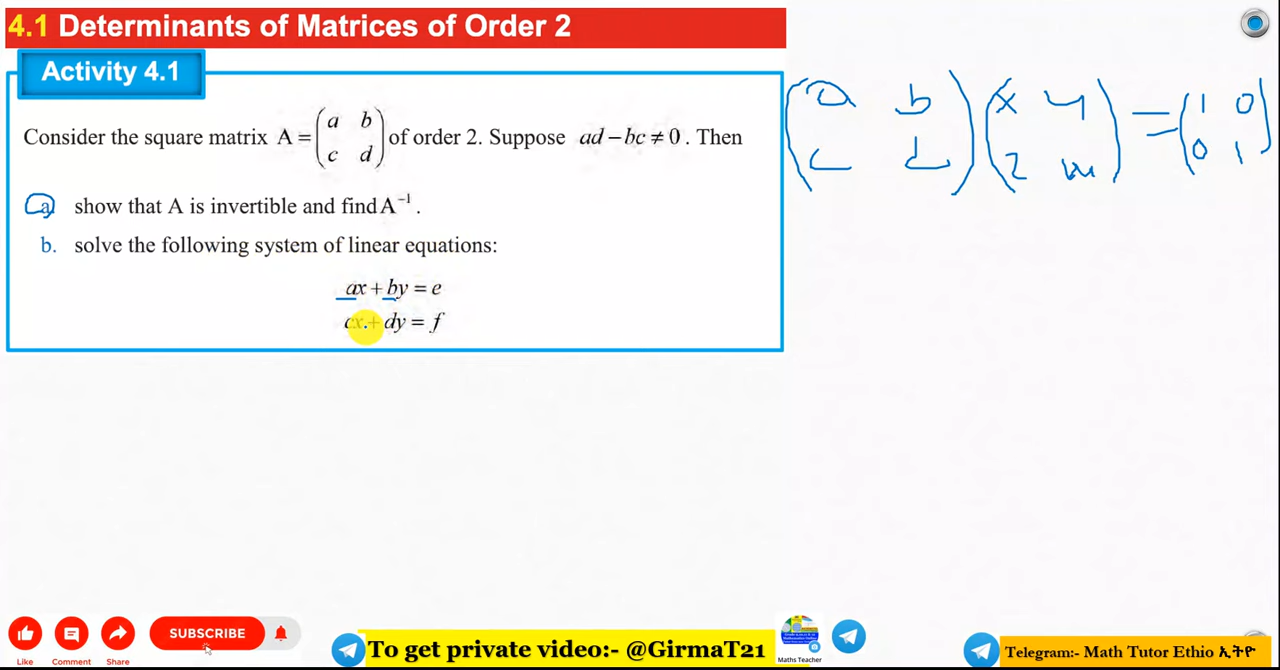 4.1 Determinants of Matrices of Order 2
Activity 4.1
Consider the square matrix A = ( a b c d ) of order 2. Suppose ad − bc ≠ 0. Then
a) show that A is invertible and find A⁻¹.
b. solve the following system of linear equations:
ax + by = e
cx + dy = f
( a b ) ( x y ) = ( 1 0 )
( c d ) ( z w ) ( 0 1 )
Like
Comment
Share
SUBSCRIBE
To get private video:- @GirmaT21
Maths Teacher
Telegram:- Math Tutor Ethio ኢትዮ